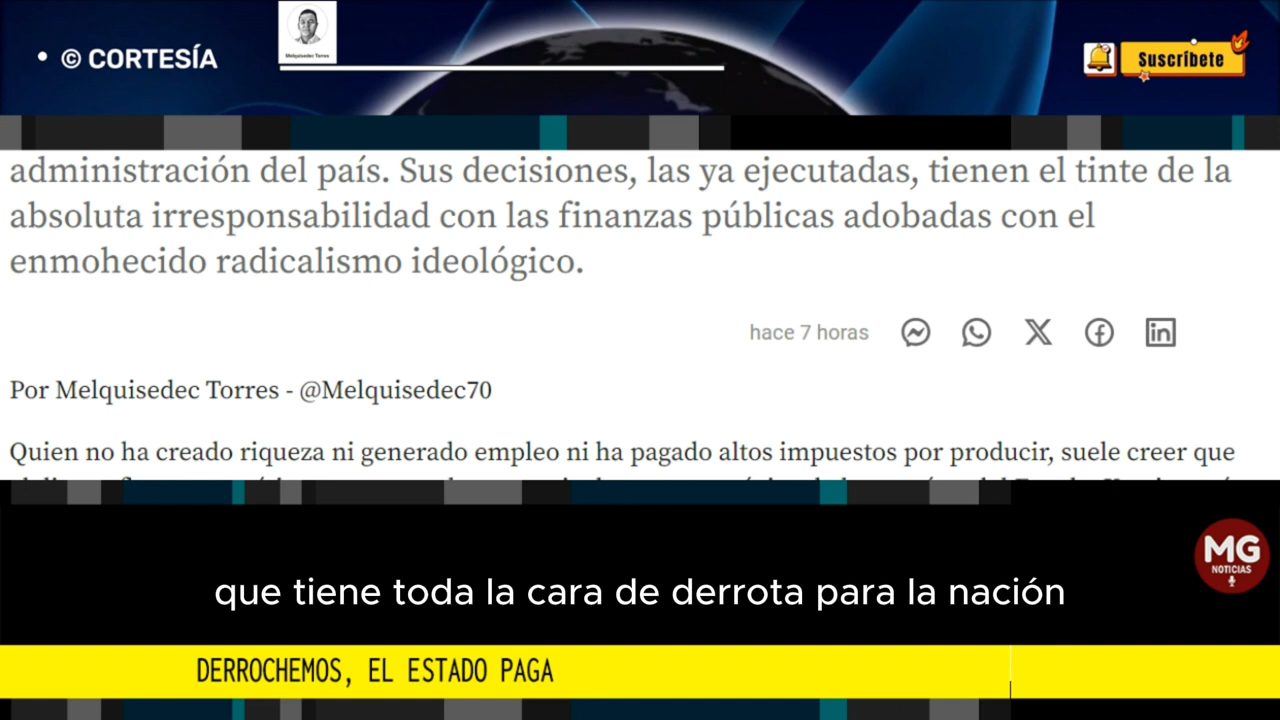 • © CORTESÍA
Melquisedec Torres
Suscríbete
administración del país. Sus decisiones, las ya ejecutadas, tienen el tinte de la
absoluta irresponsabilidad con las finanzas públicas adobadas con el
enmohecido radicalismo ideológico.
hace 7 horas
Por Melquisedec Torres - @Melquisedec70
Quien no ha creado riqueza ni generado empleo ni ha pagado altos impuestos por producir, suele creer que
MG
NOTICIAS
que tiene toda la cara de derrota para la nación
DERROCHEMOS, EL ESTADO PAGA